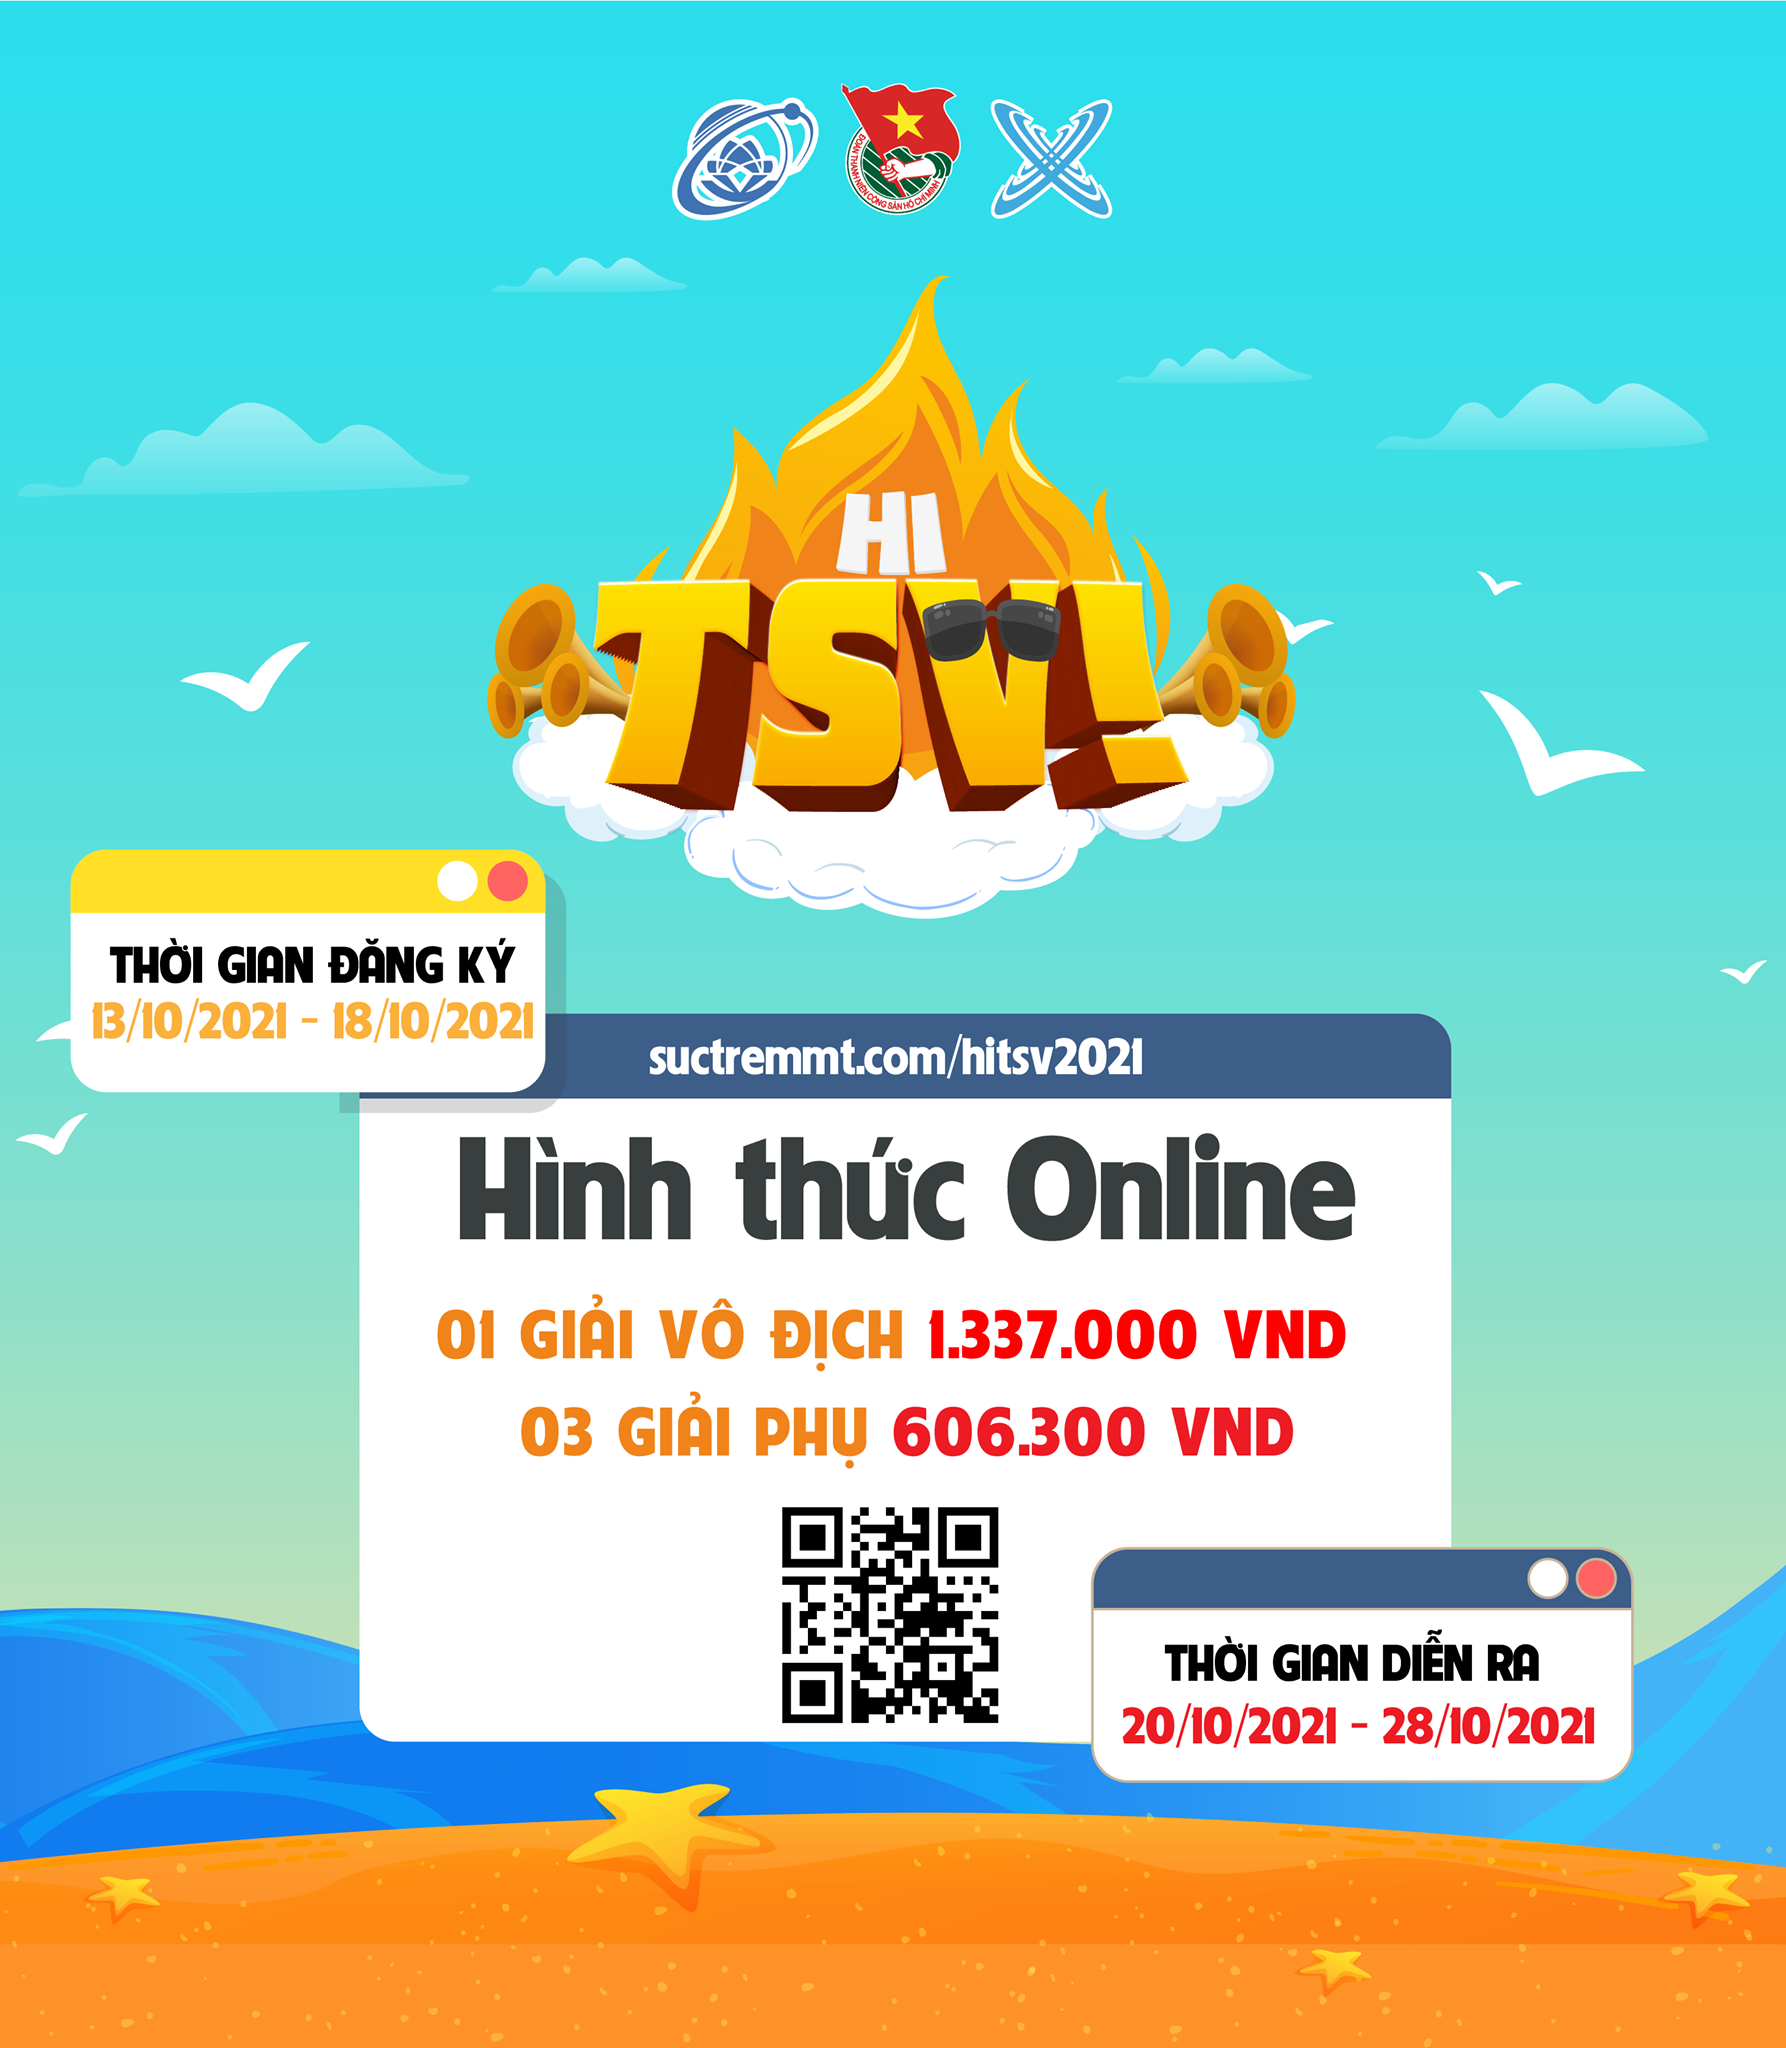 ĐOÀN THANH NIÊN CỘNG SẢN HỒ CHÍ MINH
HI
TSV!
THỜI GIAN ĐĂNG KÝ
13/10/2021 - 18/10/2021
suctremmt.com/hitsv2021
Hình thức Online
01 GIẢI VÔ ĐỊCH 1.337.000 VND
03 GIẢI PHỤ 606.300 VND
THỜI GIAN DIỄN RA
20/10/2021 - 28/10/2021